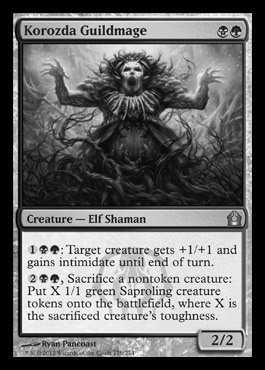 Korozda Guildmage
Creature — Elf Shaman
1: Target creature gets +1/+1 and
gains intimidate until end of turn.
2, Sacrifice a nontoken creature:
Put X 1/1 green Saproling creature
tokens onto the battlefield, where X is
the sacrificed creature's toughness.
Ryan Pancoast
2/2